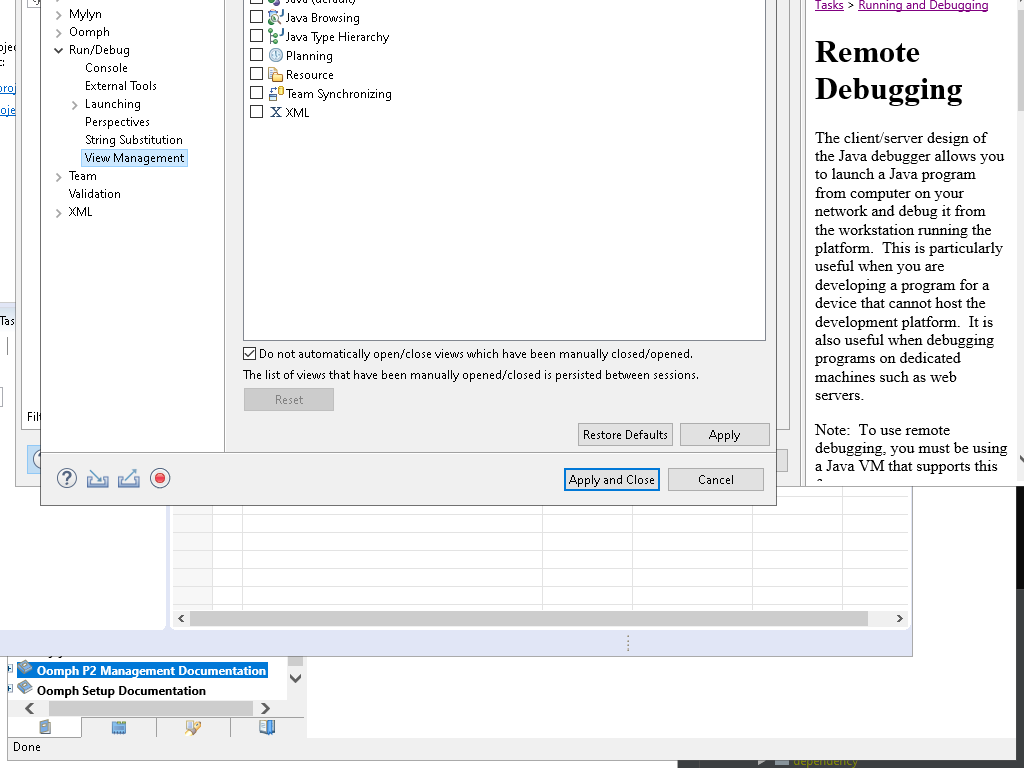 Mylyn
Oomph
Run/Debug
Console
External Tools
Launching
Perspectives
String Substitution
View Management
Team
Validation
XML
Java (default)
Java Browsing
Java Type Hierarchy
Planning
Resource
Team Synchronizing
XML
Do not automatically open/close views which have been manually closed/opened.
The list of views that have been manually opened/closed is persisted between sessions.
Reset
Restore Defaults
Apply
Apply and Close
Cancel
Tasks > Running and Debugging
Remote
Debugging
The client/server design of
the Java debugger allows you
to launch a Java program
from computer on your
network and debug it from
the workstation running the
platform. This is particularly
useful when you are
developing a program for a
device that cannot host the
development platform. It is
also useful when debugging
programs on dedicated
machines such as web
servers.
Note: To use remote
debugging, you must be using
a Java VM that supports this
Oomph P2 Management Documentation
Oomph Setup Documentation
Done
dependency